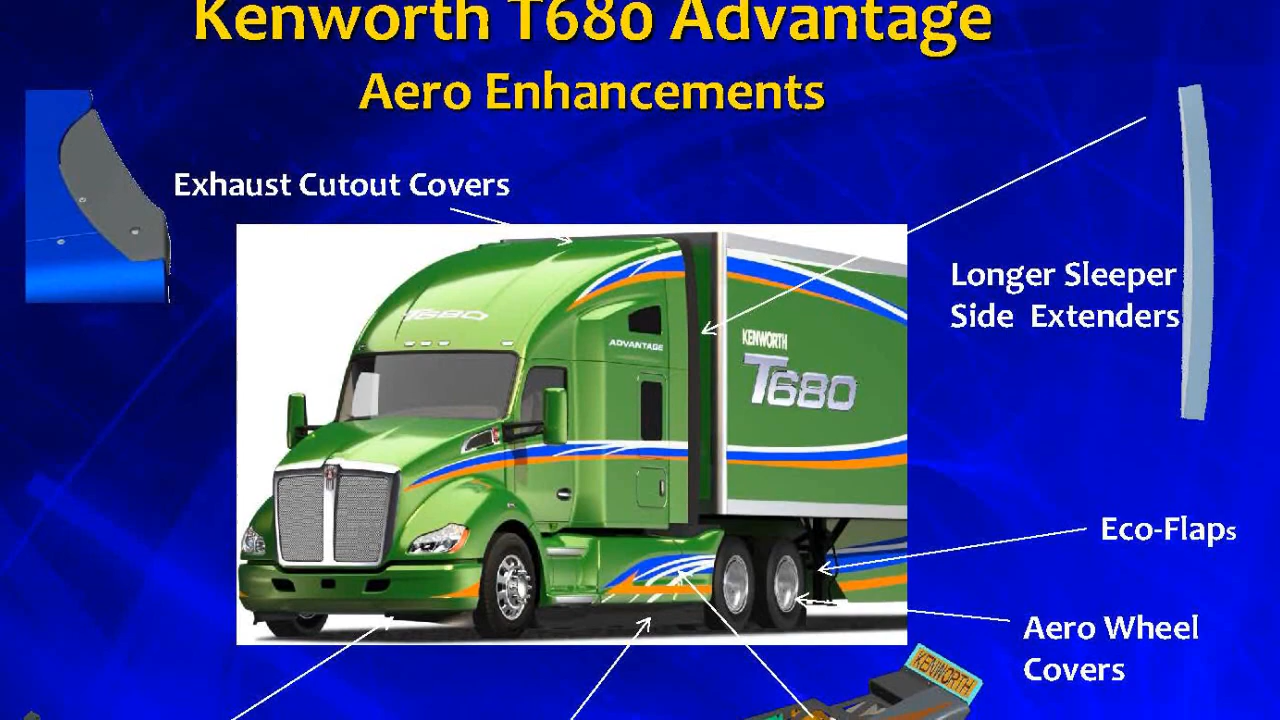 Kenworth T680 Advantage
Aero Enhancements
Exhaust Cutout Covers
Longer Sleeper
Side Extenders
T680
ADVANTAGE
KENWORTH
T680
Eco-Flaps
Aero Wheel
Covers
KENWORTH